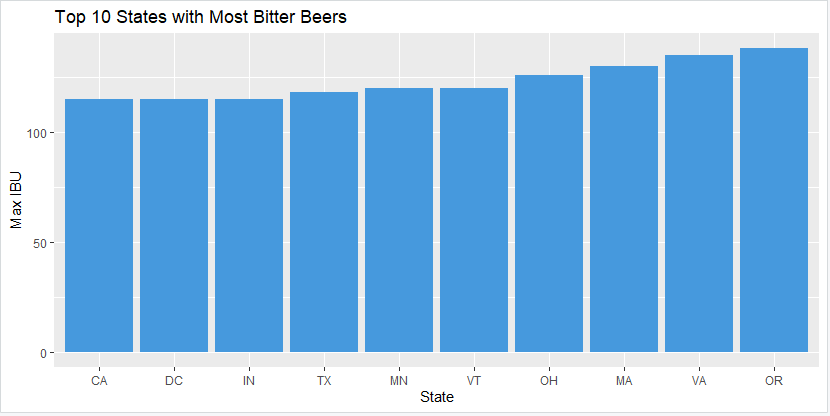 Top 10 States with Most Bitter Beers
Max IBU
100
50
0
CA DC IN TX MN VT OH MA VA OR
State